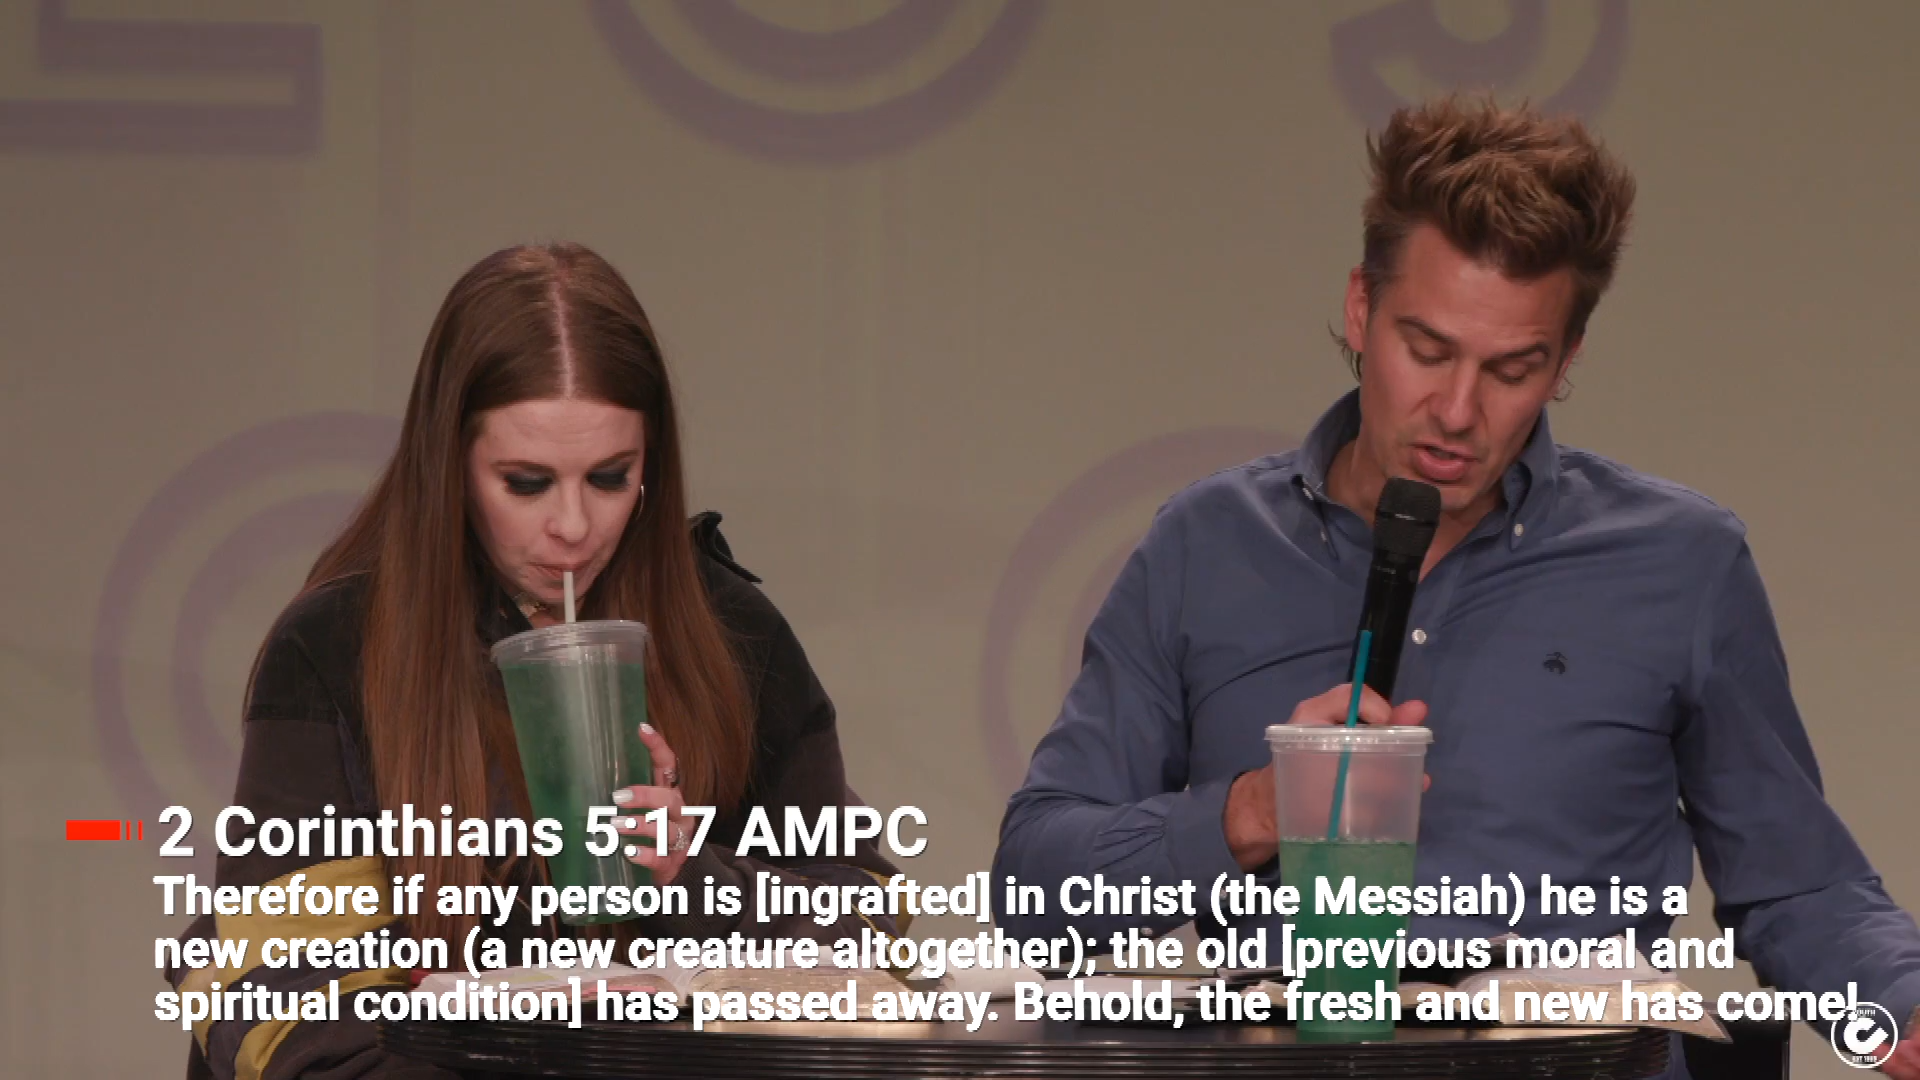 2 Corinthians 5:17 AMPC
Therefore if any person is [ingrafted] in Christ (the Messiah) he is a
new creation (a new creature altogether); the old [previous moral and
spiritual condition] has passed away. Behold, the fresh and new has come!